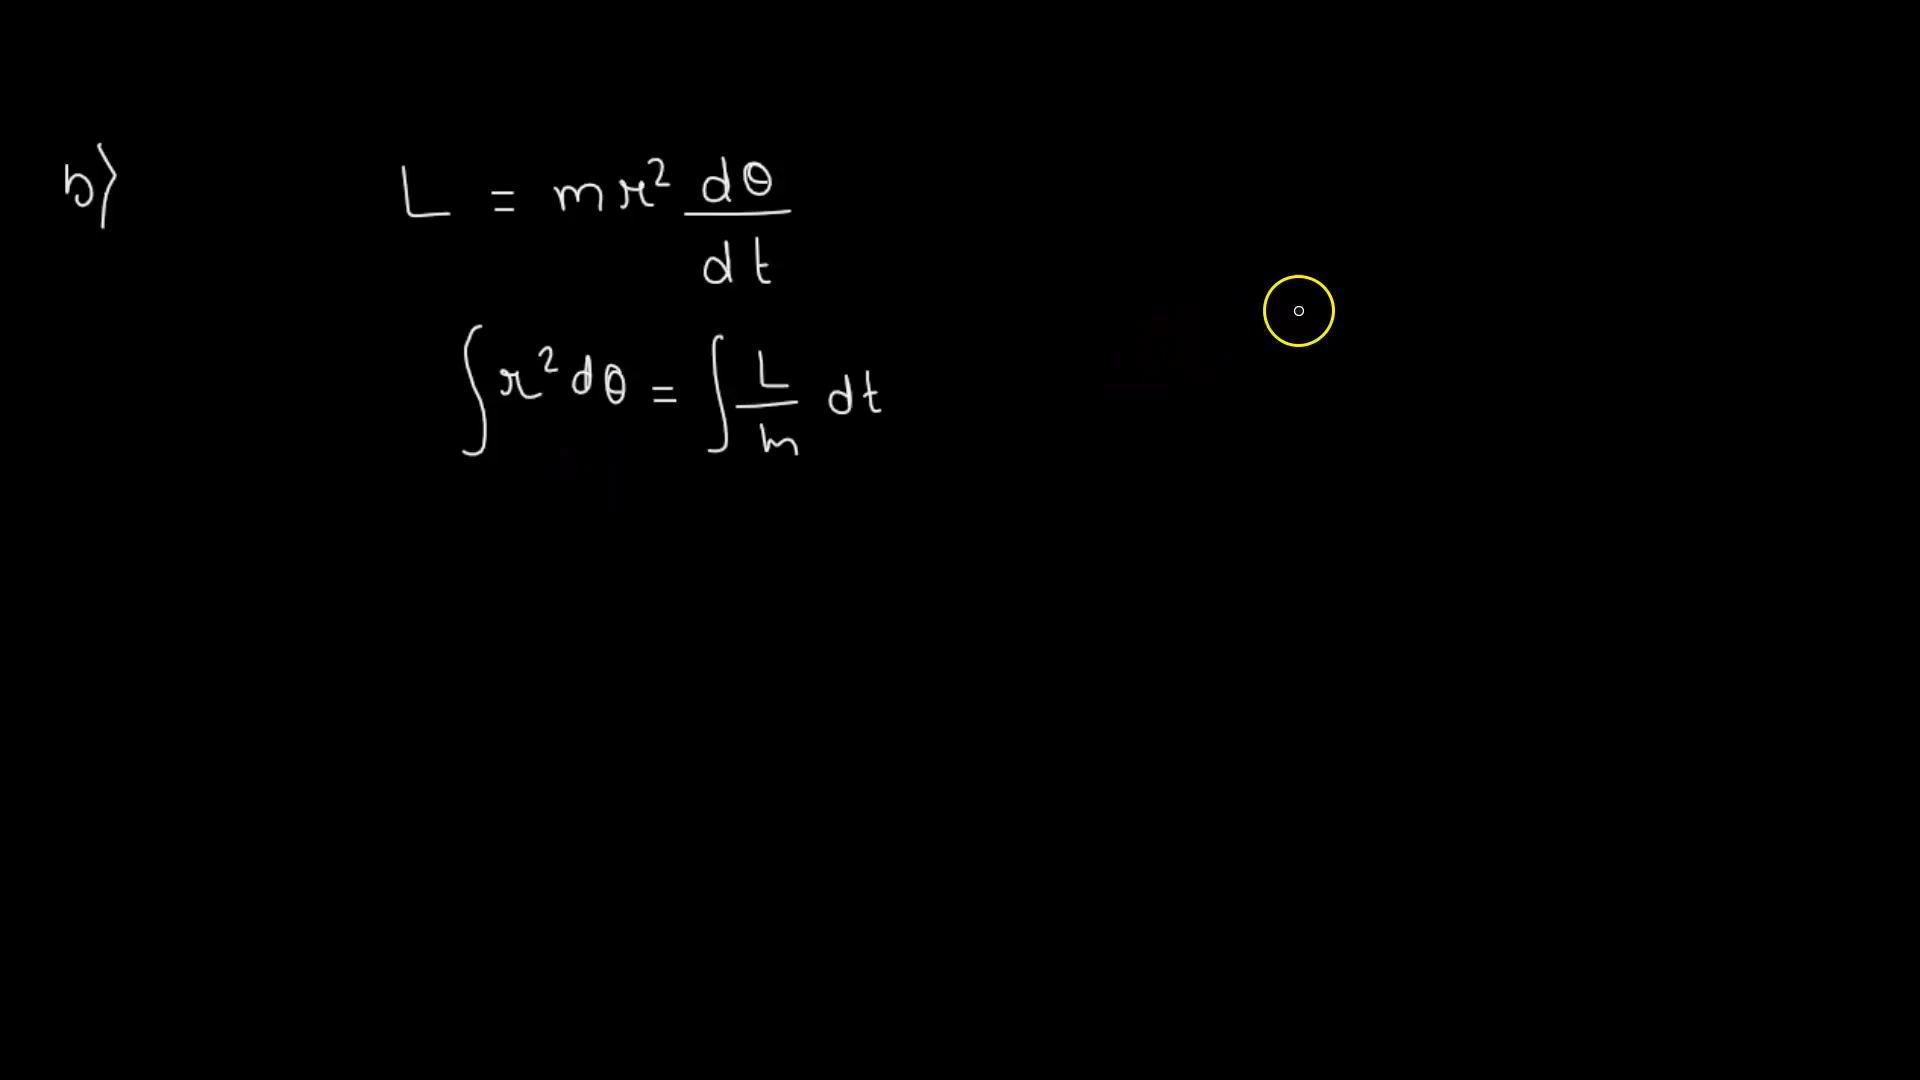 b) L = mr² dθ/dt
∫r² dθ = ∫ L/m dt